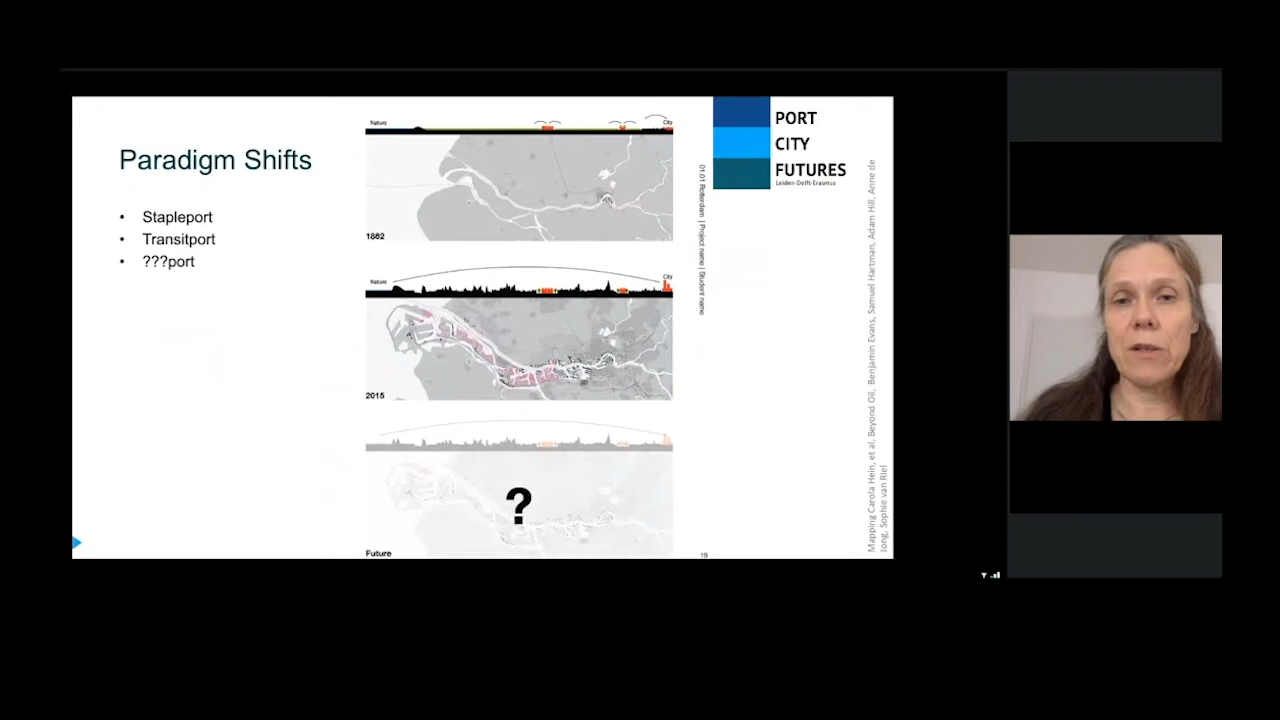 Paradigm Shifts
• Stapleport
• Transitport
• ???port
Nature
City
1862
Nature
City
2015
?
Future
01.01 Rotterdam | Project name | Student name
19
PORT
CITY
FUTURES
Leiden-Delft-Erasmus
Mapping Carola Hein, et al, Beyond Oil, Benjamin Evans, Samuel Hartman, Adam Hill, Anne de
Jong, Sophie van Riel